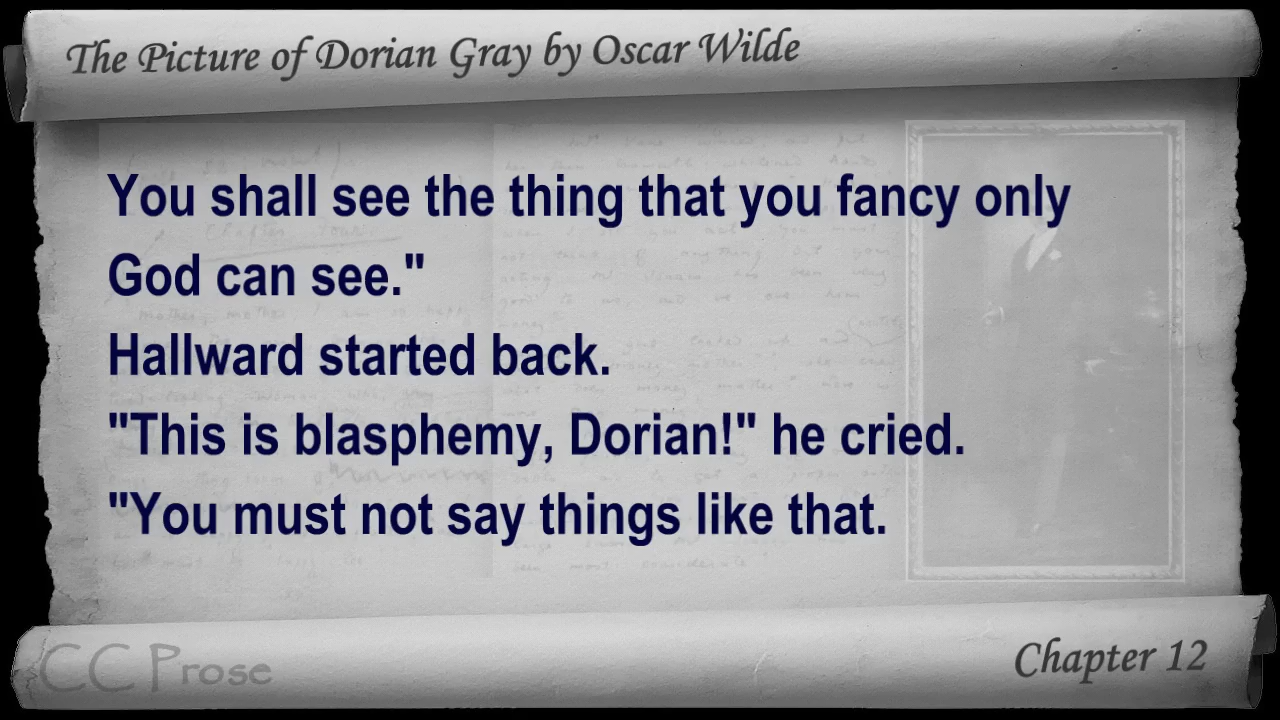 The Picture of Dorian Gray by Oscar Wilde
You shall see the thing that you fancy only
God can see."
Hallward started back.
"This is blasphemy, Dorian!" he cried.
"You must not say things like that.
CC Prose
Chapter 12